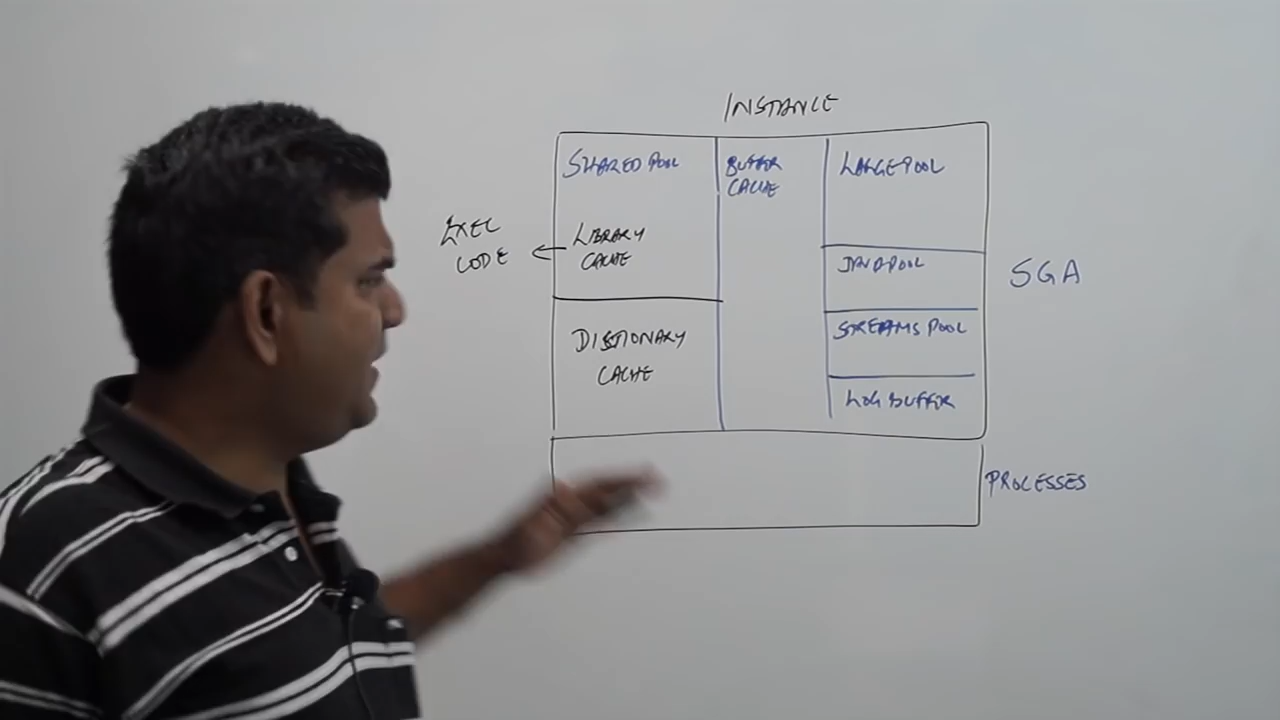 INSTANCE
SHARED POOL
BUFFER
CACHE
LARGE POOL
EXEC
CODE
LIBRARY
CACHE
JAVA POOL
SGA
DICTIONARY
CACHE
STREAMS POOL
LOG BUFFER
PROCESSES